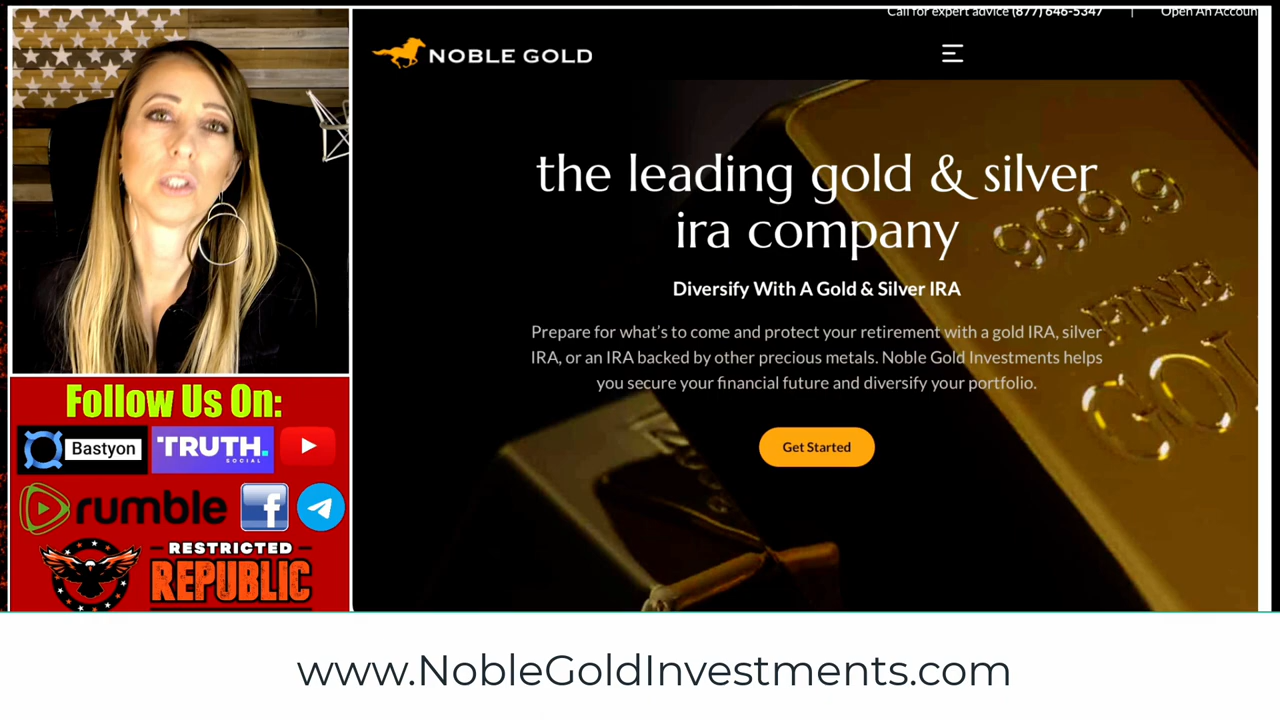 Call for expert advice (877) 646-5347 | Open An Accoun
NOBLE GOLD
the leading gold & silver
ira company
Diversify With A Gold & Silver IRA
Prepare for what's to come and protect your retirement with a gold IRA, silver
IRA, or an IRA backed by other precious metals. Noble Gold Investments helps
you secure your financial future and diversify your portfolio.
Get Started
999.9
FINE
GOL
Follow Us On:
Bastyon
TRUTH.
SOCIAL
rumble
RESTRICTED
REPUBLIC
www.NobleGoldInvestments.com